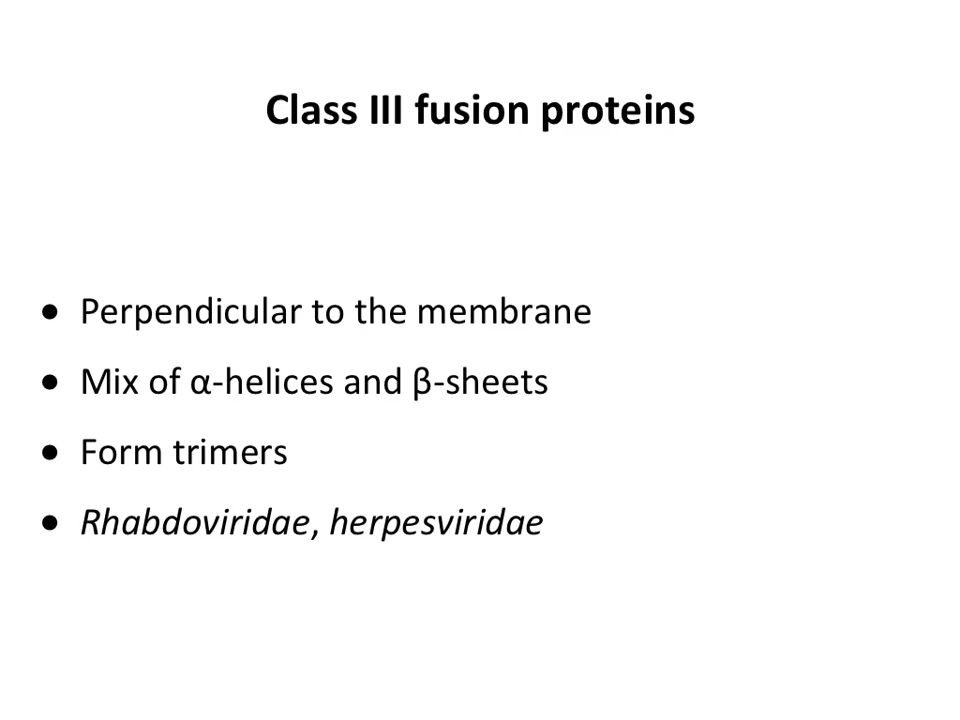 Class III fusion proteins
• Perpendicular to the membrane
• Mix of α-helices and β-sheets
• Form trimers
• Rhabdoviridae, herpesviridae